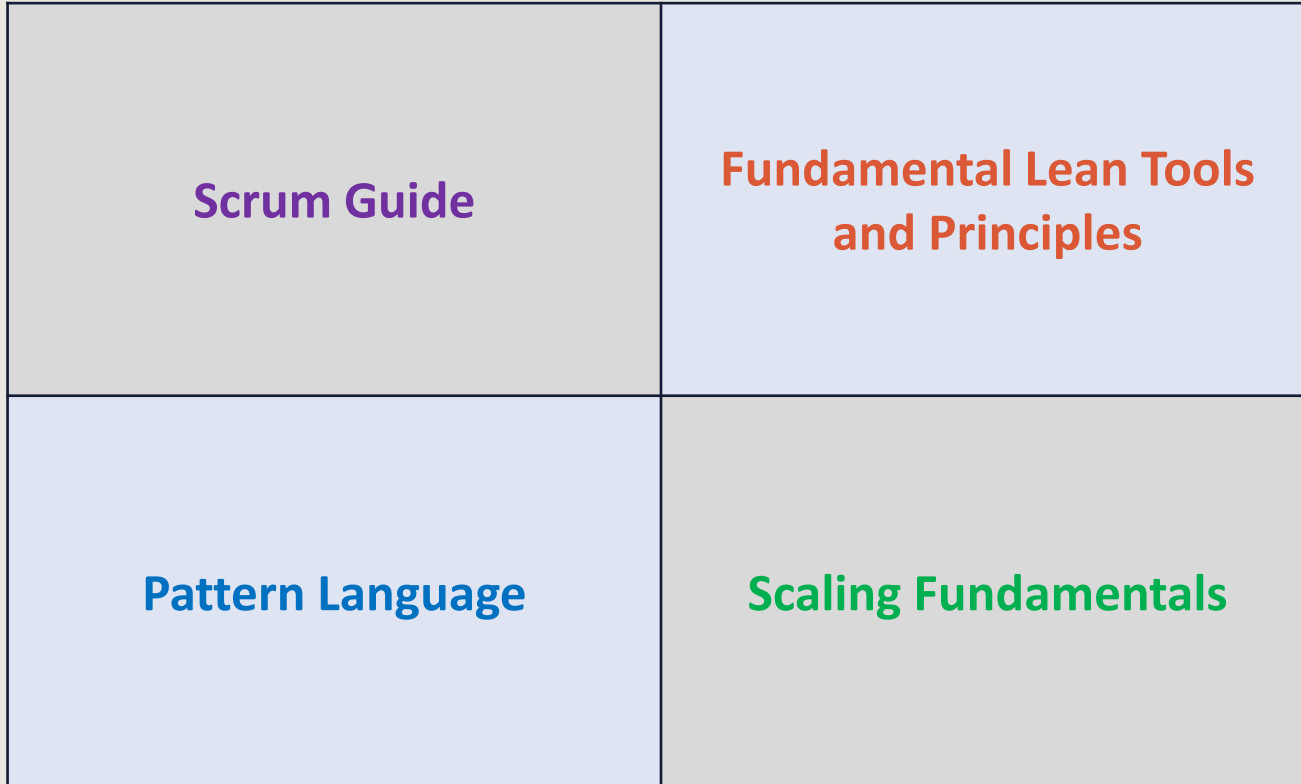 Scrum Guide
Fundamental Lean Tools
and Principles
Pattern Language
Scaling Fundamentals